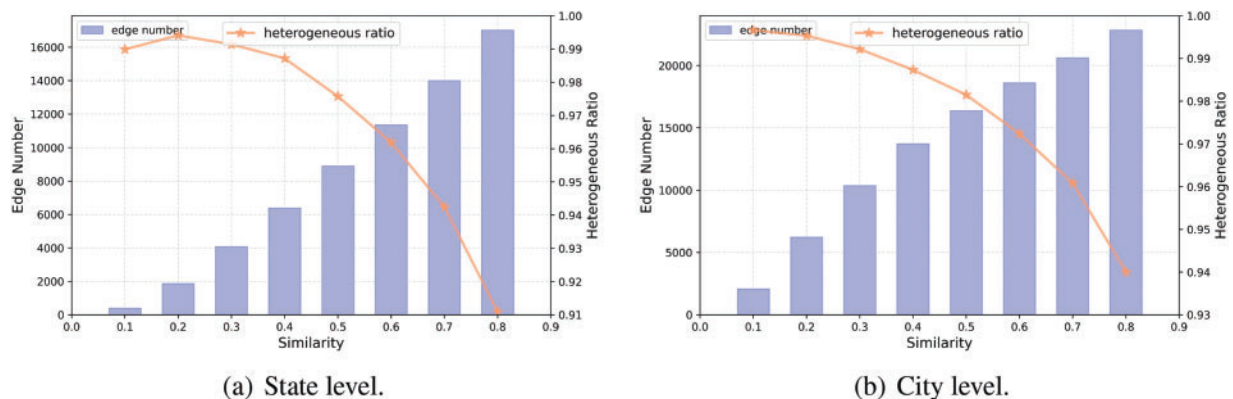 edge number
heterogeneous ratio
Edge Number
16000
14000
12000
10000
8000
6000
4000
2000
0
0.0 0.1 0.2 0.3 0.4 0.5 0.6 0.7 0.8 0.9
Similarity
1.00
0.99
0.98
0.97
0.96
0.95
0.94
0.93
0.92
0.91
Heterogeneous Ratio
(a) State level.
edge number
heterogeneous ratio
Edge Number
20000
15000
10000
5000
0
0.0 0.1 0.2 0.3 0.4 0.5 0.6 0.7 0.8 0.9
Similarity
1.00
0.99
0.98
0.97
0.96
0.95
0.94
0.93
Heterogeneous Ratio
(b) City level.